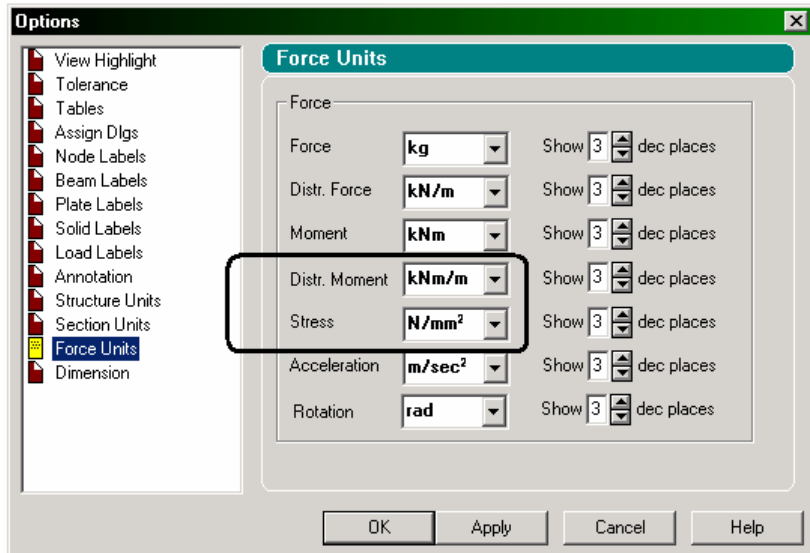 Options
View Highlight
Tolerance
Tables
Assign Dlgs
Node Labels
Beam Labels
Plate Labels
Solid Labels
Load Labels
Annotation
Structure Units
Section Units
Force Units
Dimension
Force Units
Force
Force kg Show 3 dec places
Distr. Force kN/m Show 3 dec places
Moment kNm Show 3 dec places
Distr. Moment kNm/m Show 3 dec places
Stress N/mm² Show 3 dec places
Acceleration m/sec² Show 3 dec places
Rotation rad Show 3 dec places
OK Apply Cancel Help